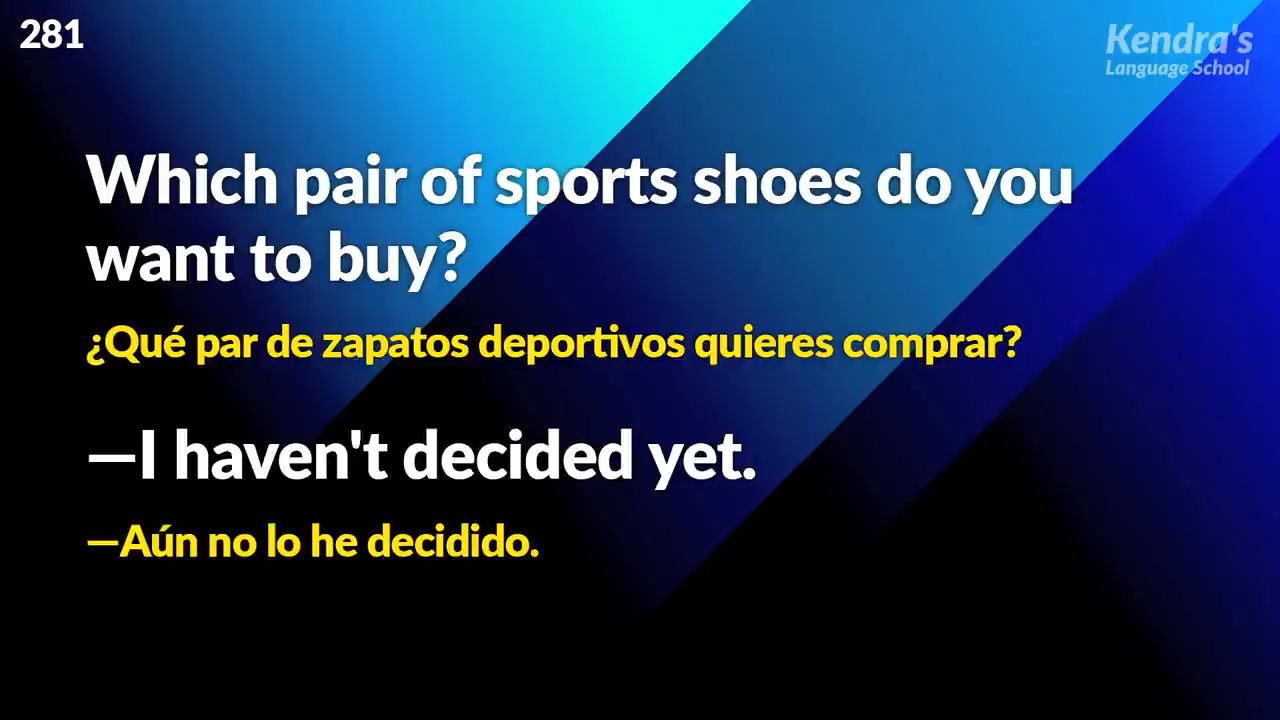 281
Kendra's
Language School
Which pair of sports shoes do you
want to buy?
¿Qué par de zapatos deportivos quieres comprar?
—I haven't decided yet.
—Aún no lo he decidido.